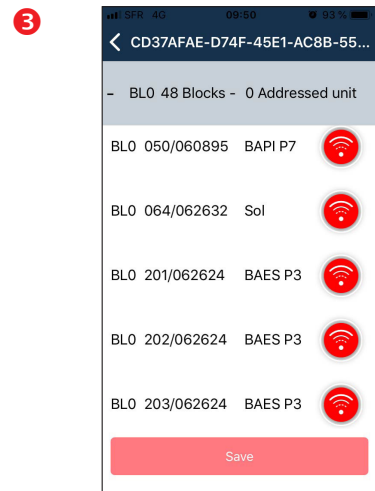 3
SFR 4G 09:50 93 %
CD37AFAE-D74F-45E1-AC8B-55...
- BL0 48 Blocks - 0 Addressed unit
BL0 050/060895 BAPI P7
BL0 064/062632 Sol
BL0 201/062624 BAES P3
BL0 202/062624 BAES P3
BL0 203/062624 BAES P3
Save